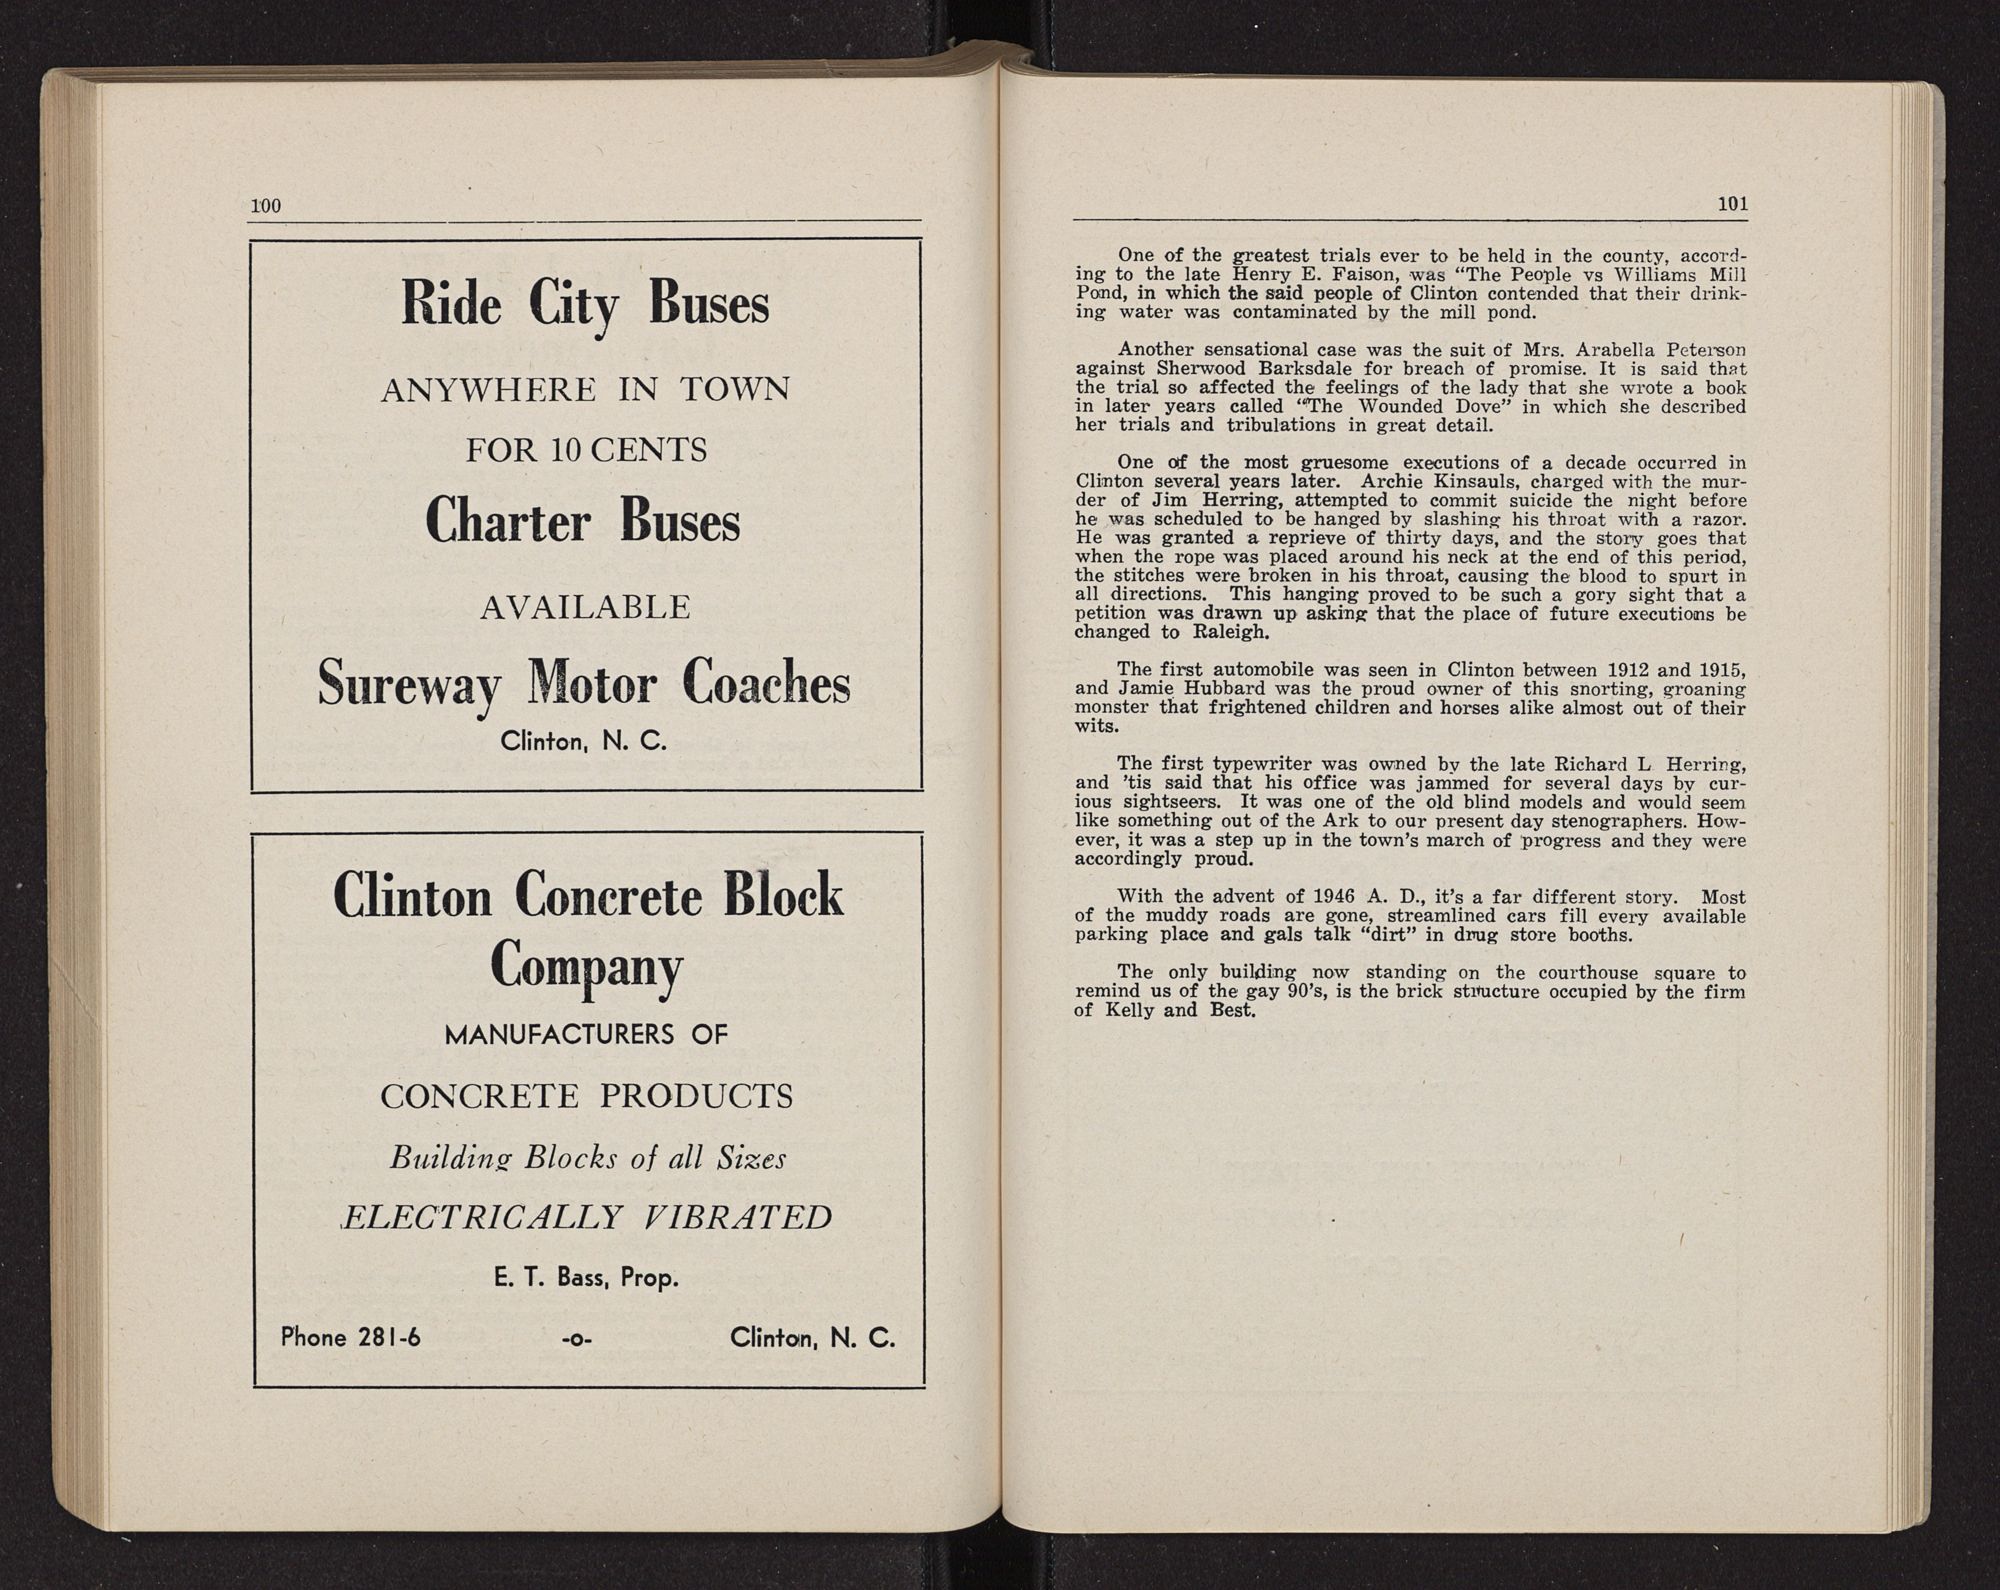 100
Ride City Buses
ANYWHERE IN TOWN
FOR 10 CENTS
Charter Buses
AVAILABLE
Sureway Motor Coaches
Clinton, N. C.
Clinton Concrete Block
Company
MANUFACTURERS OF
CONCRETE PRODUCTS
Building Blocks of all Sizes
ELECTRICALLY VIBRATED
E. T. Bass, Prop.
Phone 281-6 -o- Clinton, N. C.
101
One of the greatest trials ever to be held in the county, accord-
ing to the late Henry E. Faison, was "The People vs Williams Mill
Pond, in which the said people of Clinton contended that their drink-
ing water was contaminated by the mill pond.
Another sensational case was the suit of Mrs. Arabella Peterson
against Sherwood Barksdale for breach of promise. It is said that
the trial so affected the feelings of the lady that she wrote a book
in later years called "The Wounded Dove" in which she described
her trials and tribulations in great detail.
One of the most gruesome executions of a decade occurred in
Clinton several years later. Archie Kinsauls, charged with the mur-
der of Jim Herring, attempted to commit suicide the night before
he was scheduled to be hanged by slashing his throat with a razor.
He was granted a reprieve of thirty days, and the story goes that
when the rope was placed around his neck at the end of this period,
the stitches were broken in his throat, causing the blood to spurt in
all directions. This hanging proved to be such a gory sight that a
petition was drawn up asking that the place of future executions be
changed to Raleigh.
The first automobile was seen in Clinton between 1912 and 1915,
and Jamie Hubbard was the proud owner of this snorting, groaning
monster that frightened children and horses alike almost out of their
wits.
The first typewriter was owned by the late Richard L Herring,
and 'tis said that his office was jammed for several days by cur-
ious sightseers. It was one of the old blind models and would seem
like something out of the Ark to our present day stenographers. How-
ever, it was a step up in the town's march of progress and they were
accordingly proud.
With the advent of 1946 A. D., it's a far different story. Most
of the muddy roads are gone, streamlined cars fill every available
parking place and gals talk "dirt" in drug store booths.
The only building now standing on the courthouse square to
remind us of the gay 90's, is the brick structure occupied by the firm
of Kelly and Best.